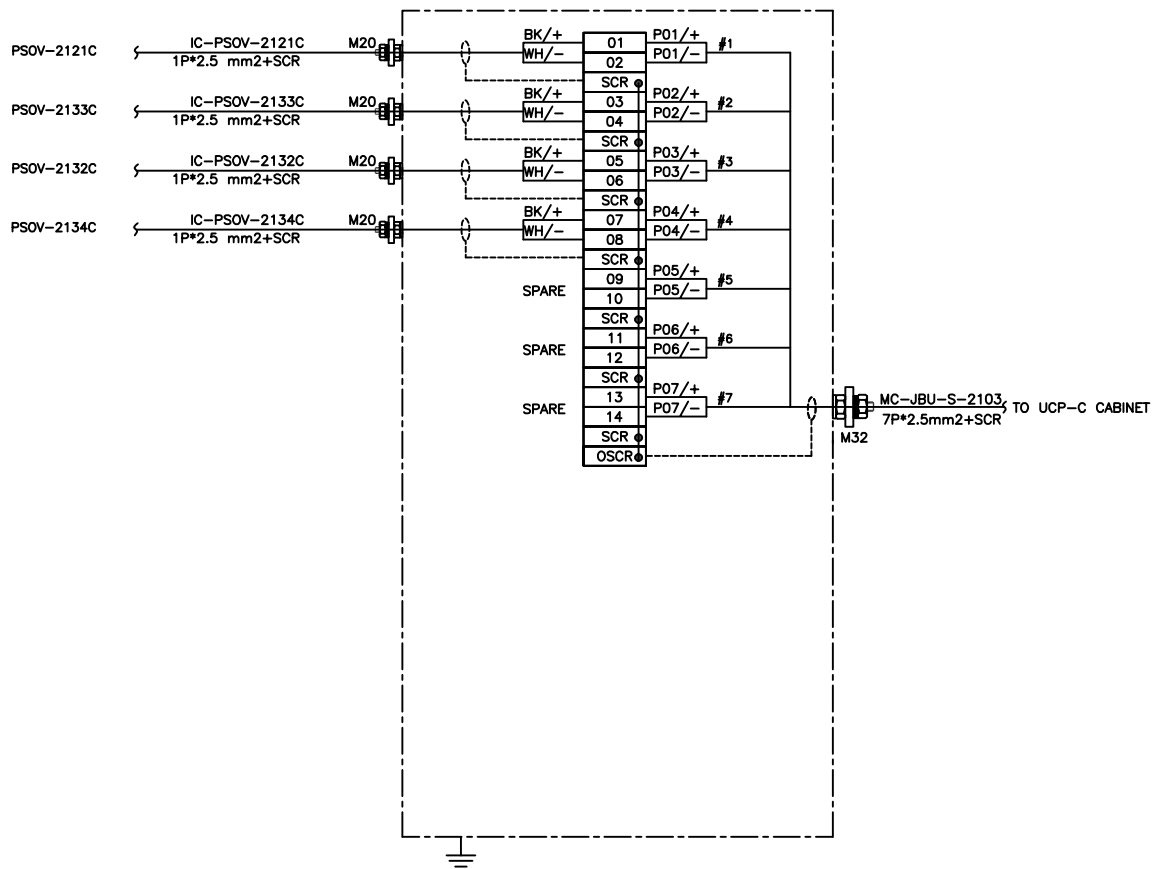 PSOV-2121C
IC-PSOV-2121C
1P*2.5 mm2+SCR
M20
BK/+
WH/-
01
02
SCR
P01/+
P01/-
#1
PSOV-2133C
IC-PSOV-2133C
1P*2.5 mm2+SCR
M20
BK/+
WH/-
03
04
SCR
P02/+
P02/-
#2
PSOV-2132C
IC-PSOV-2132C
1P*2.5 mm2+SCR
M20
BK/+
WH/-
05
06
SCR
P03/+
P03/-
#3
PSOV-2134C
IC-PSOV-2134C
1P*2.5 mm2+SCR
M20
BK/+
WH/-
07
08
SCR
P04/+
P04/-
#4
SPARE
09
10
SCR
P05/+
P05/-
#5
SPARE
11
12
SCR
P06/+
P06/-
#6
SPARE
13
14
SCR
OSCR
P07/+
P07/-
#7
M32
MC-JBU-S-2103
7P*2.5mm2+SCR
TO UCP-C CABINET